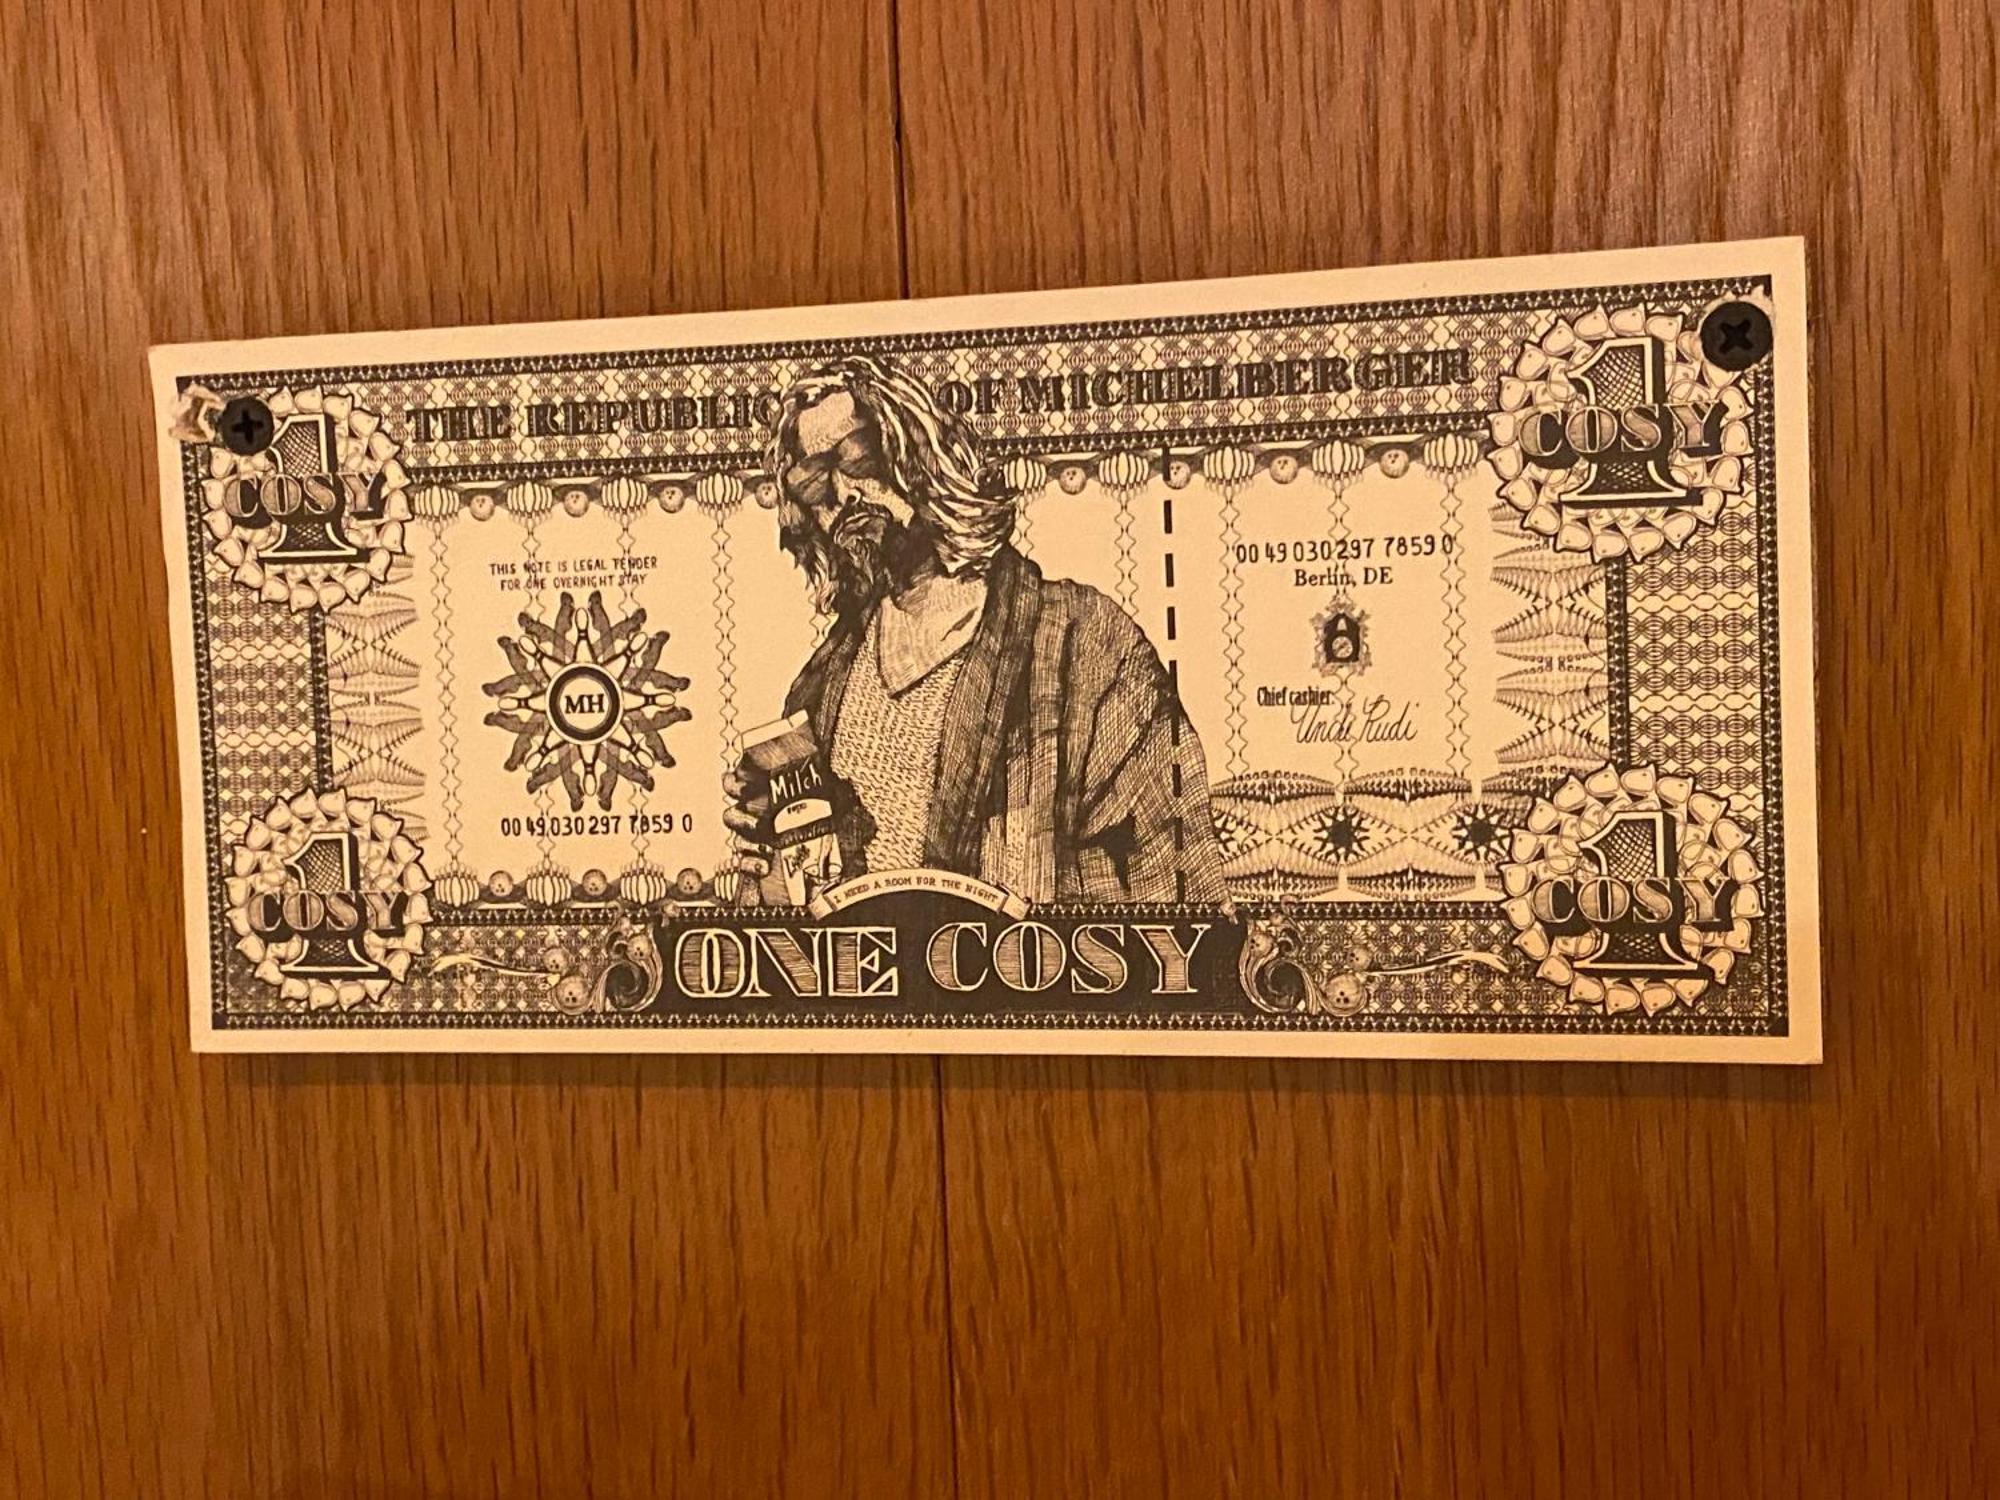 THE REPUBLIC OF MICHELBERGER
1 COSY
1 COSY
THIS NOTE IS LEGAL TENDER
FOR ONE OVERNIGHT STAY
MH
00 49 030 297 7859 0
00 49 030 297 7859 0
Berlin, DE
Chief cashier:
Rudi
Milch
I NEED A ROOM FOR THE NIGHT
ONE COSY
1 COSY
1 COSY